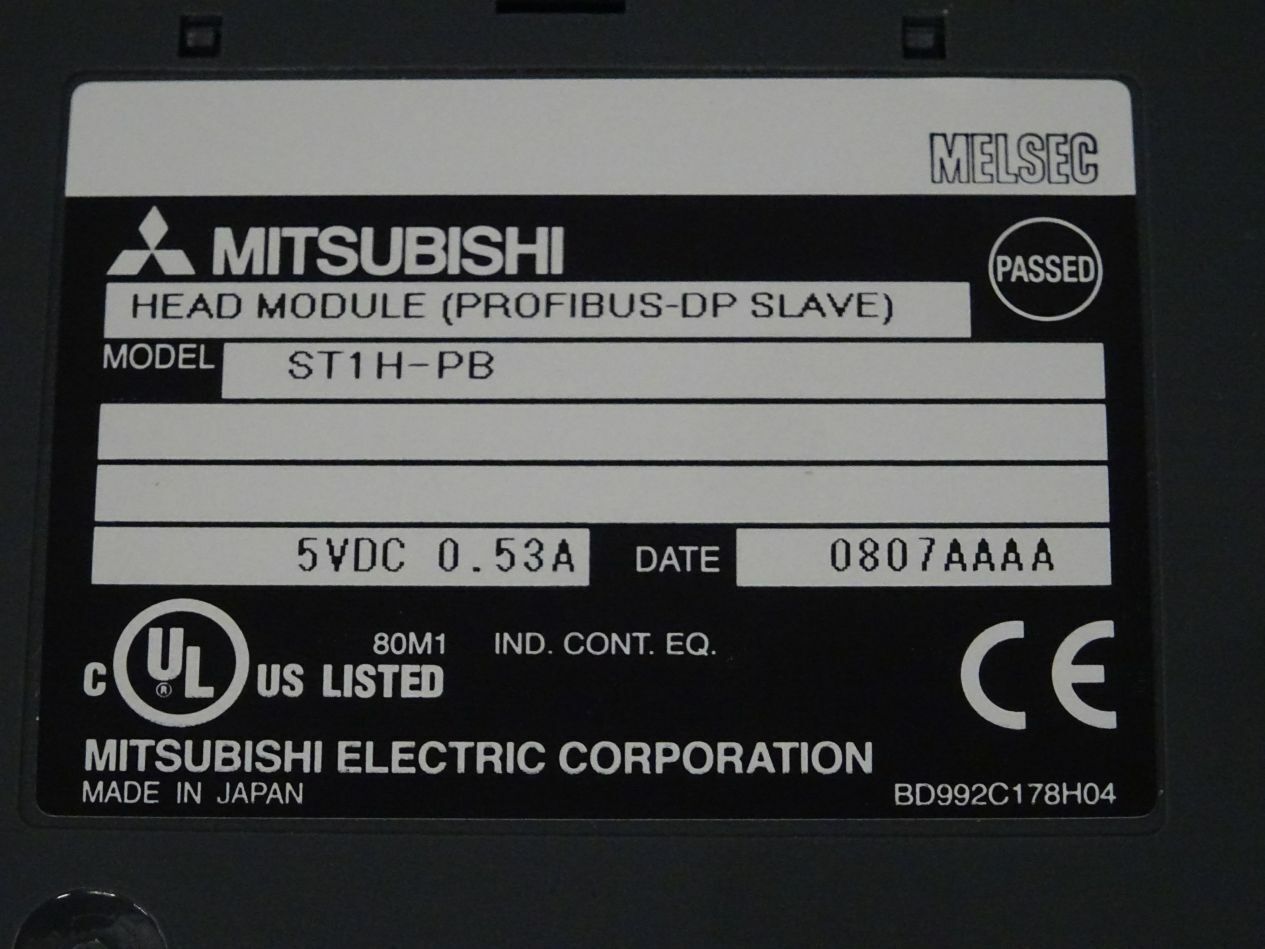 MELSEC
MITSUBISHI
PASSED
HEAD MODULE (PROFIBUS-DP SLAVE)
MODEL ST1H-PB
5VDC 0.53A DATE 0807AAAA
C UL ® US LISTED 80M1 IND. CONT. EQ.
CE
MITSUBISHI ELECTRIC CORPORATION
MADE IN JAPAN BD992C178H04